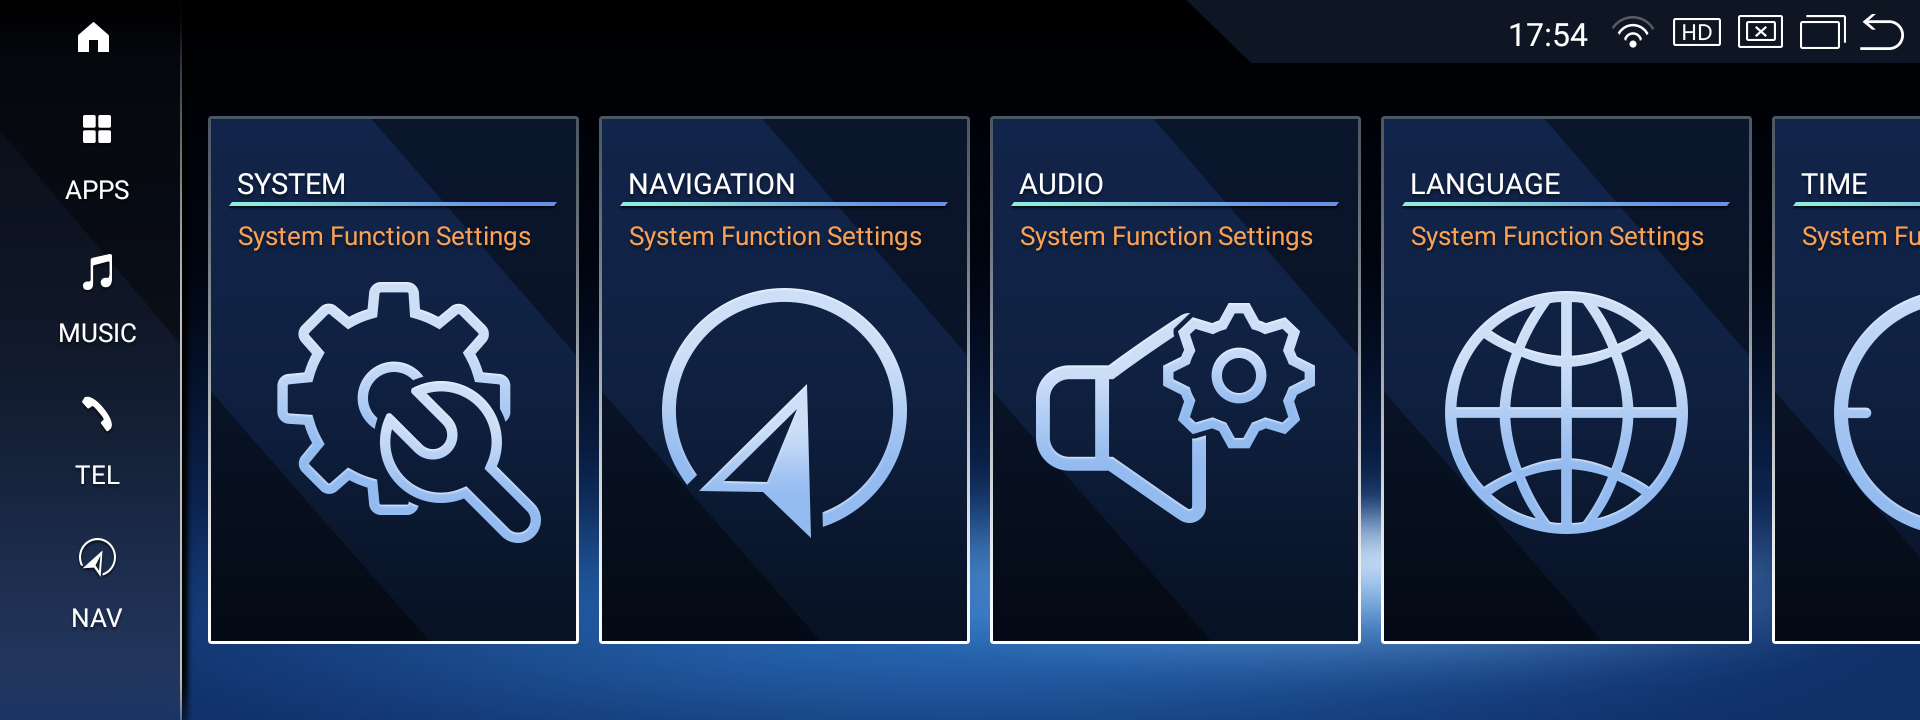 17:54
HD
APPS
MUSIC
TEL
NAV
SYSTEM
System Function Settings
NAVIGATION
System Function Settings
AUDIO
System Function Settings
LANGUAGE
System Function Settings
TIME
System Fu